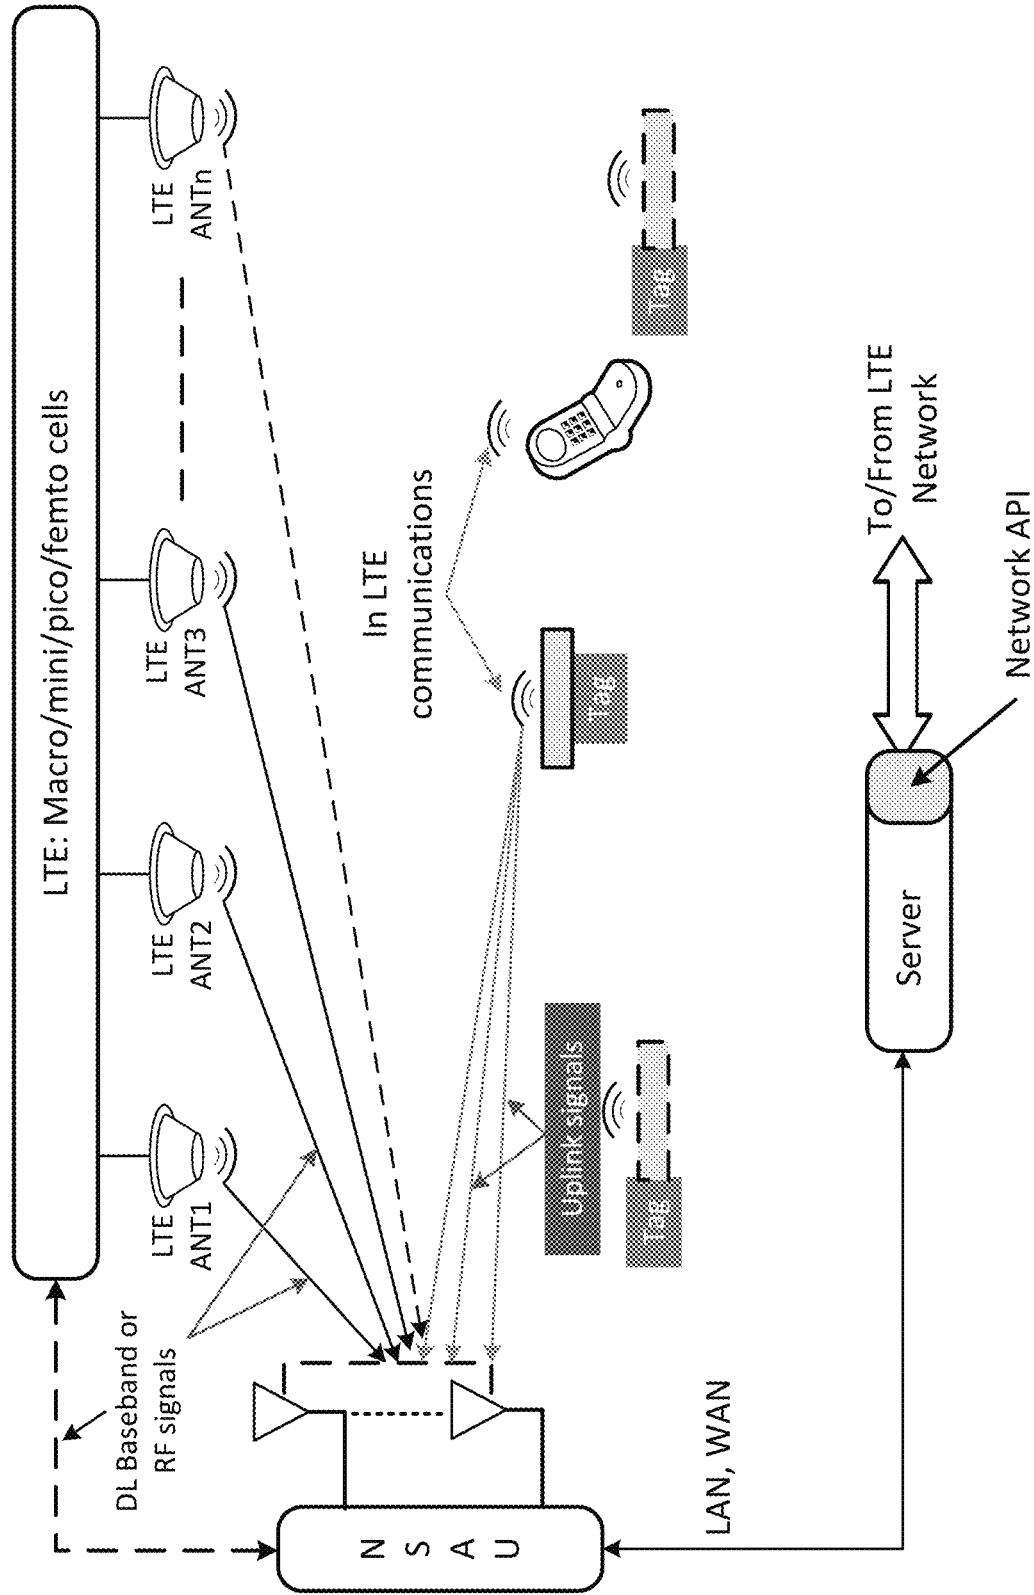 LTE: Macro/mini/pico/femto cells
LTE
ANT1
LTE
ANT2
LTE
ANT3
LTE
ANTn
DL Baseband or
RF signals
In LTE
communications
Uplink signals
Tag
Tag
Tag
N
S
A
U
LAN, WAN
Server
To/From LTE
Network
Network API